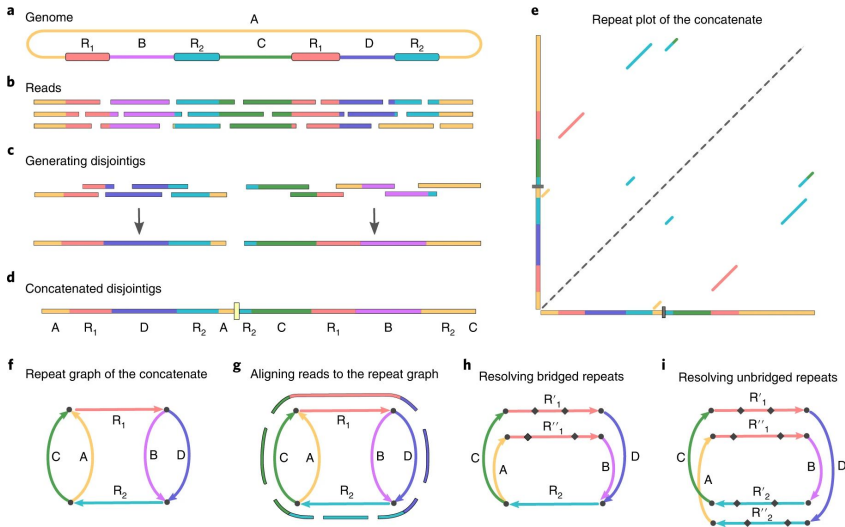 a
Genome
A
R1 B R2 C R1 D R2
b
Reads
c
Generating disjointigs
d
Concatenated disjointigs
A R1 D R2 A R2 C R1 B R2 C
e
Repeat plot of the concatenate
f
Repeat graph of the concatenate
R1
C A B D
R2
g
Aligning reads to the repeat graph
R1
C A B D
R2
h
Resolving bridged repeats
R'1
R''1
C A B D
R2
i
Resolving unbridged repeats
R'1
R''1
C A B D
R'2
R''2